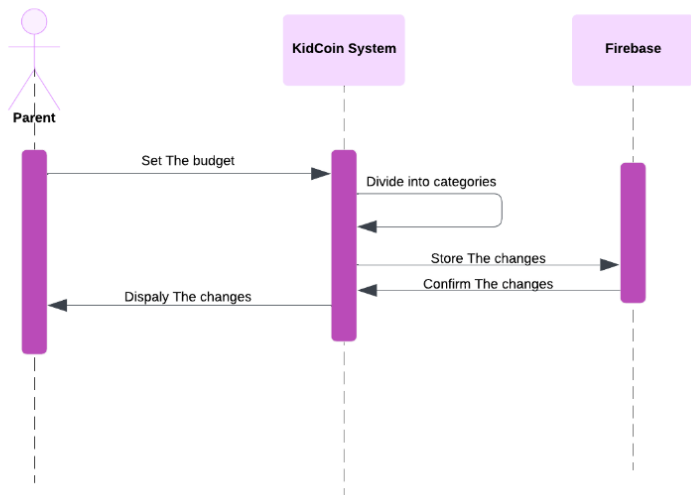 KidCoin System
Firebase
Parent
Set The budget
Divide into categories
Store The changes
Confirm The changes
Dispaly The changes